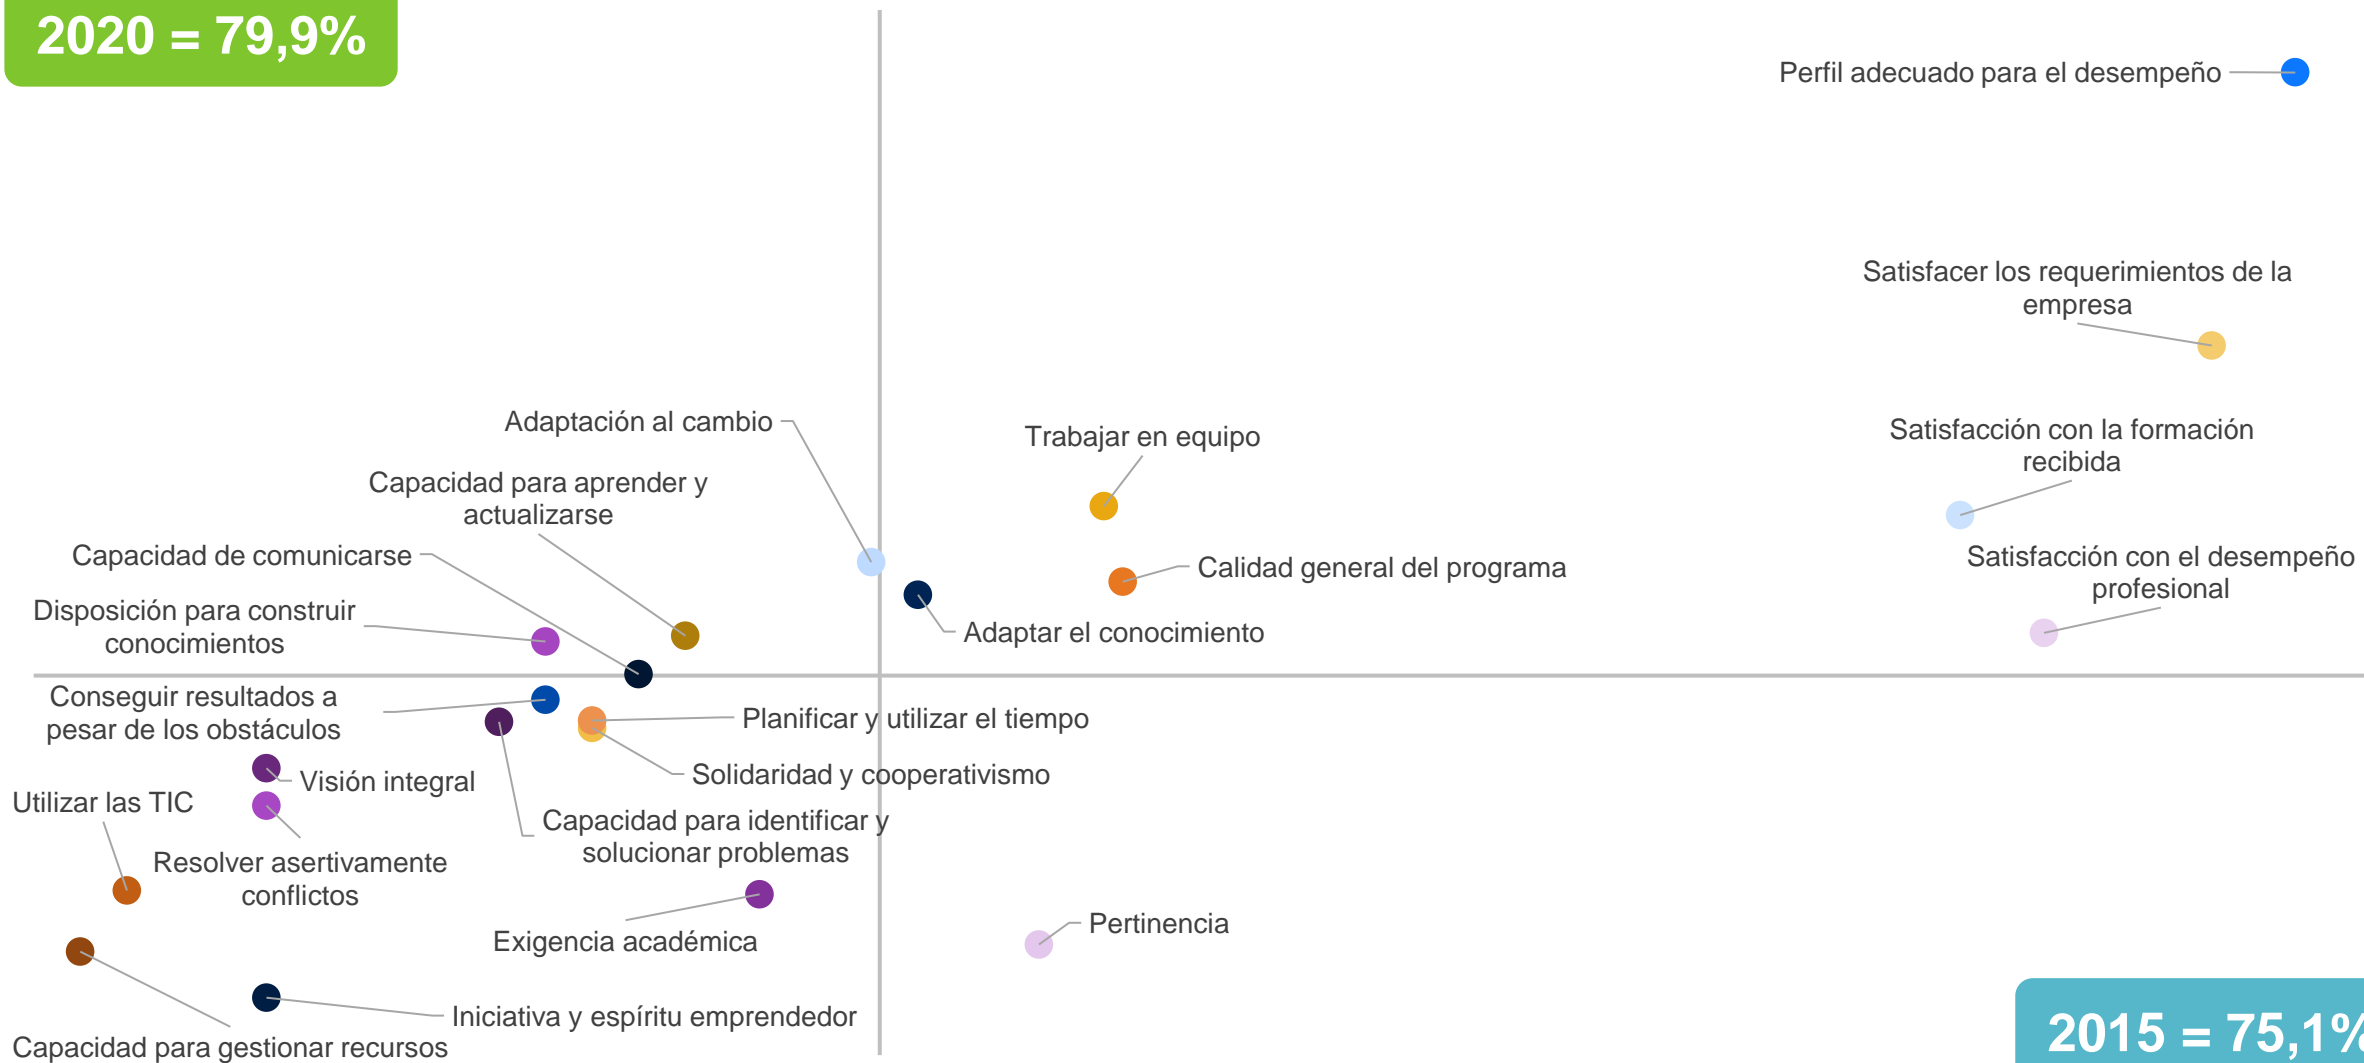 2020 = 79,9%
Perfil adecuado para el desempeño
Satisfacer los requerimientos de la
empresa
Adaptación al cambio
Trabajar en equipo
Satisfacción con la formación
recibida
Capacidad para aprender y
actualizarse
Capacidad de comunicarse
Calidad general del programa
Satisfacción con el desempeño
profesional
Disposición para construir
conocimientos
Adaptar el conocimiento
Conseguir resultados a
pesar de los obstáculos
Planificar y utilizar el tiempo
Solidaridad y cooperativismo
Visión integral
Utilizar las TIC
Capacidad para identificar y
solucionar problemas
Resolver asertivamente
conflictos
Exigencia académica
Pertinencia
Iniciativa y espíritu emprendedor
Capacidad para gestionar recursos
2015 = 75,1%